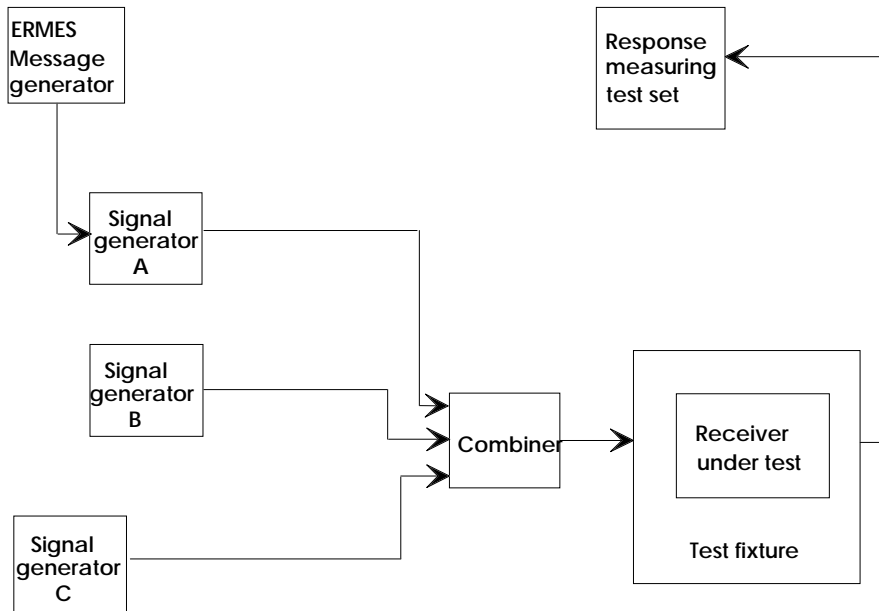 ERMES
Message
generator
Response
measuring
test set
Signal
generator
A
Signal
generator
B
Combiner
Receiver
under test
Test fixture
Signal
generator
C